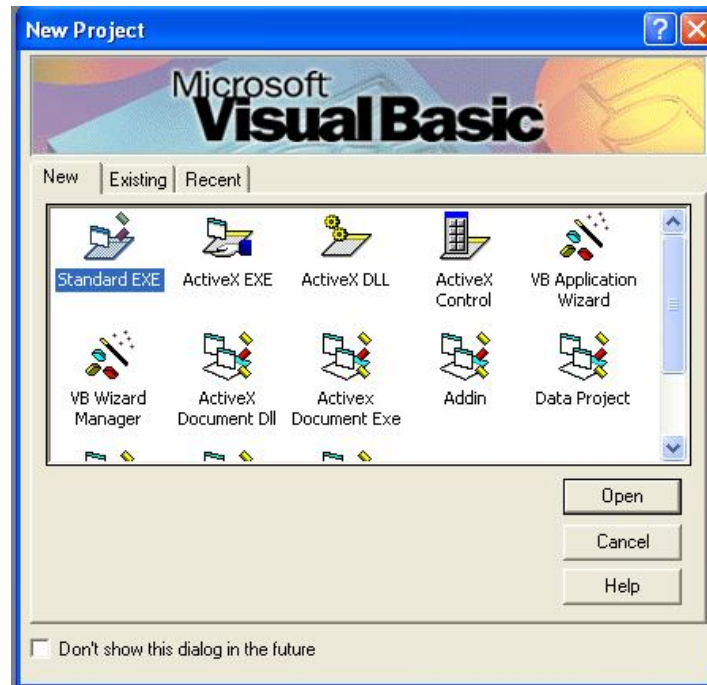 New Project
?
Microsoft
Visual Basic
New
Existing
Recent
Standard EXE
ActiveX EXE
ActiveX DLL
ActiveX
Control
VB Application
Wizard
VB Wizard
Manager
ActiveX
Document Dll
Activex
Document Exe
Addin
Data Project
Open
Cancel
Help
Don't show this dialog in the future